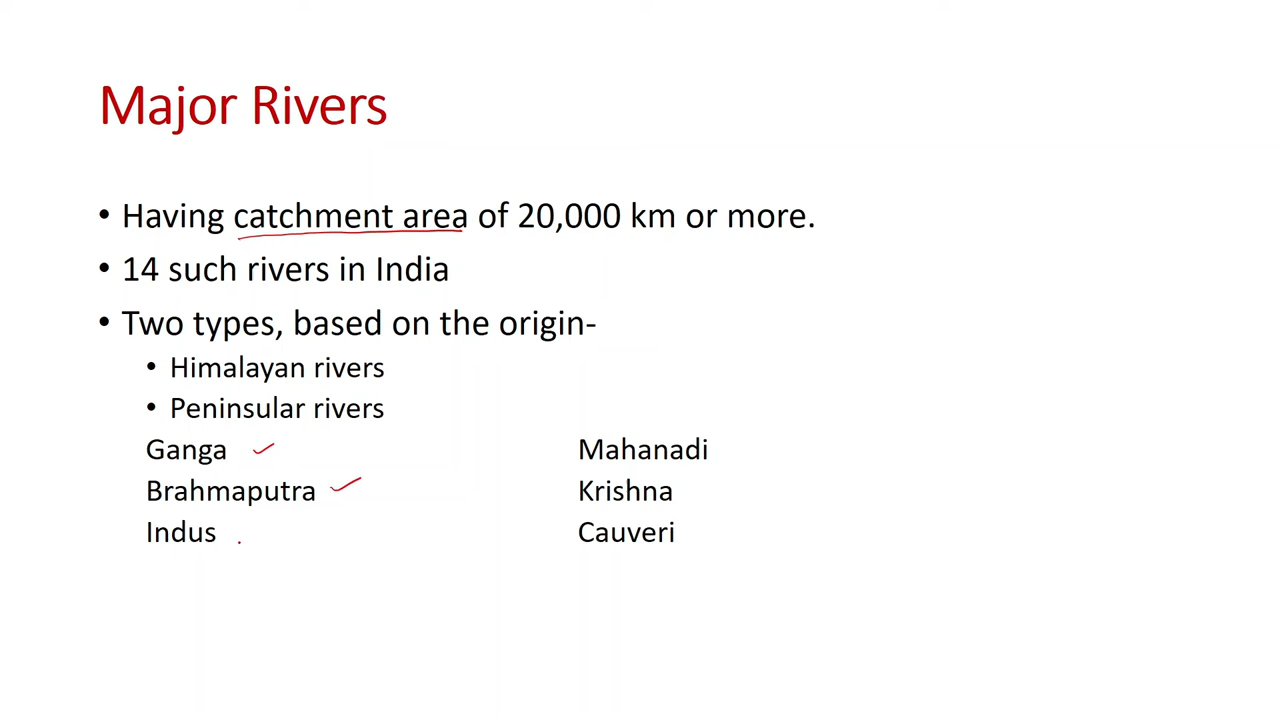 Major Rivers
• Having catchment area of 20,000 km or more.
• 14 such rivers in India
• Two types, based on the origin-
• Himalayan rivers
• Peninsular rivers
Ganga Mahanadi
Brahmaputra Krishna
Indus Cauveri